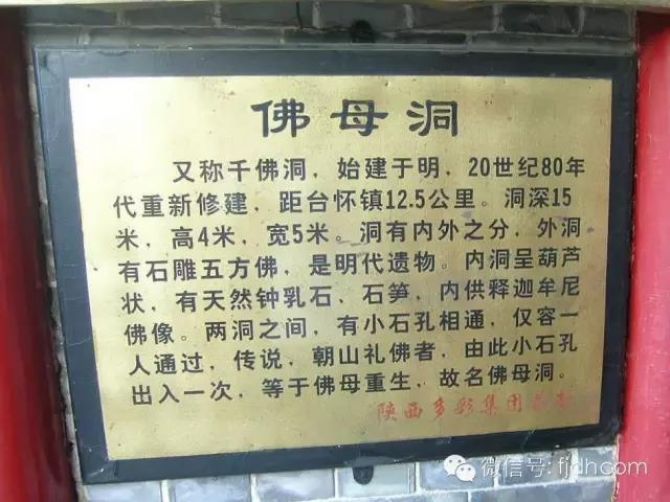 佛母洞
又称千佛洞，始建于明，20世纪80年
代重新修建，距台怀镇12.5公里。洞深15
米，高4米，宽5米。洞有内外之分，外洞
有石雕五方佛，是明代遗物。内洞呈葫芦
状，有天然钟乳石，石笋，内供释迦牟尼
佛像。两洞之间，有小石孔相通，仅容一
人通过，传说，朝山礼佛者，由此小石孔
出入一次，等于佛母重生，故名佛母洞。
陕西多彩集团
微信号: fjdhcom